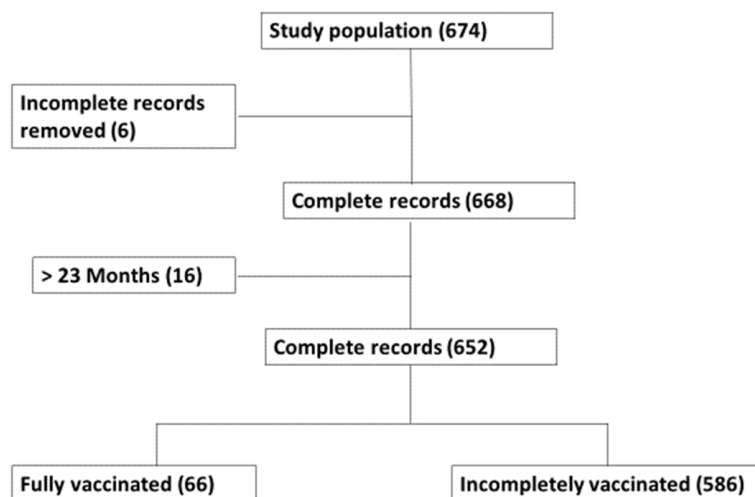 Study population (674)
Incomplete records
removed (6)
Complete records (668)
> 23 Months (16)
Complete records (652)
Fully vaccinated (66)
Incompletely vaccinated (586)